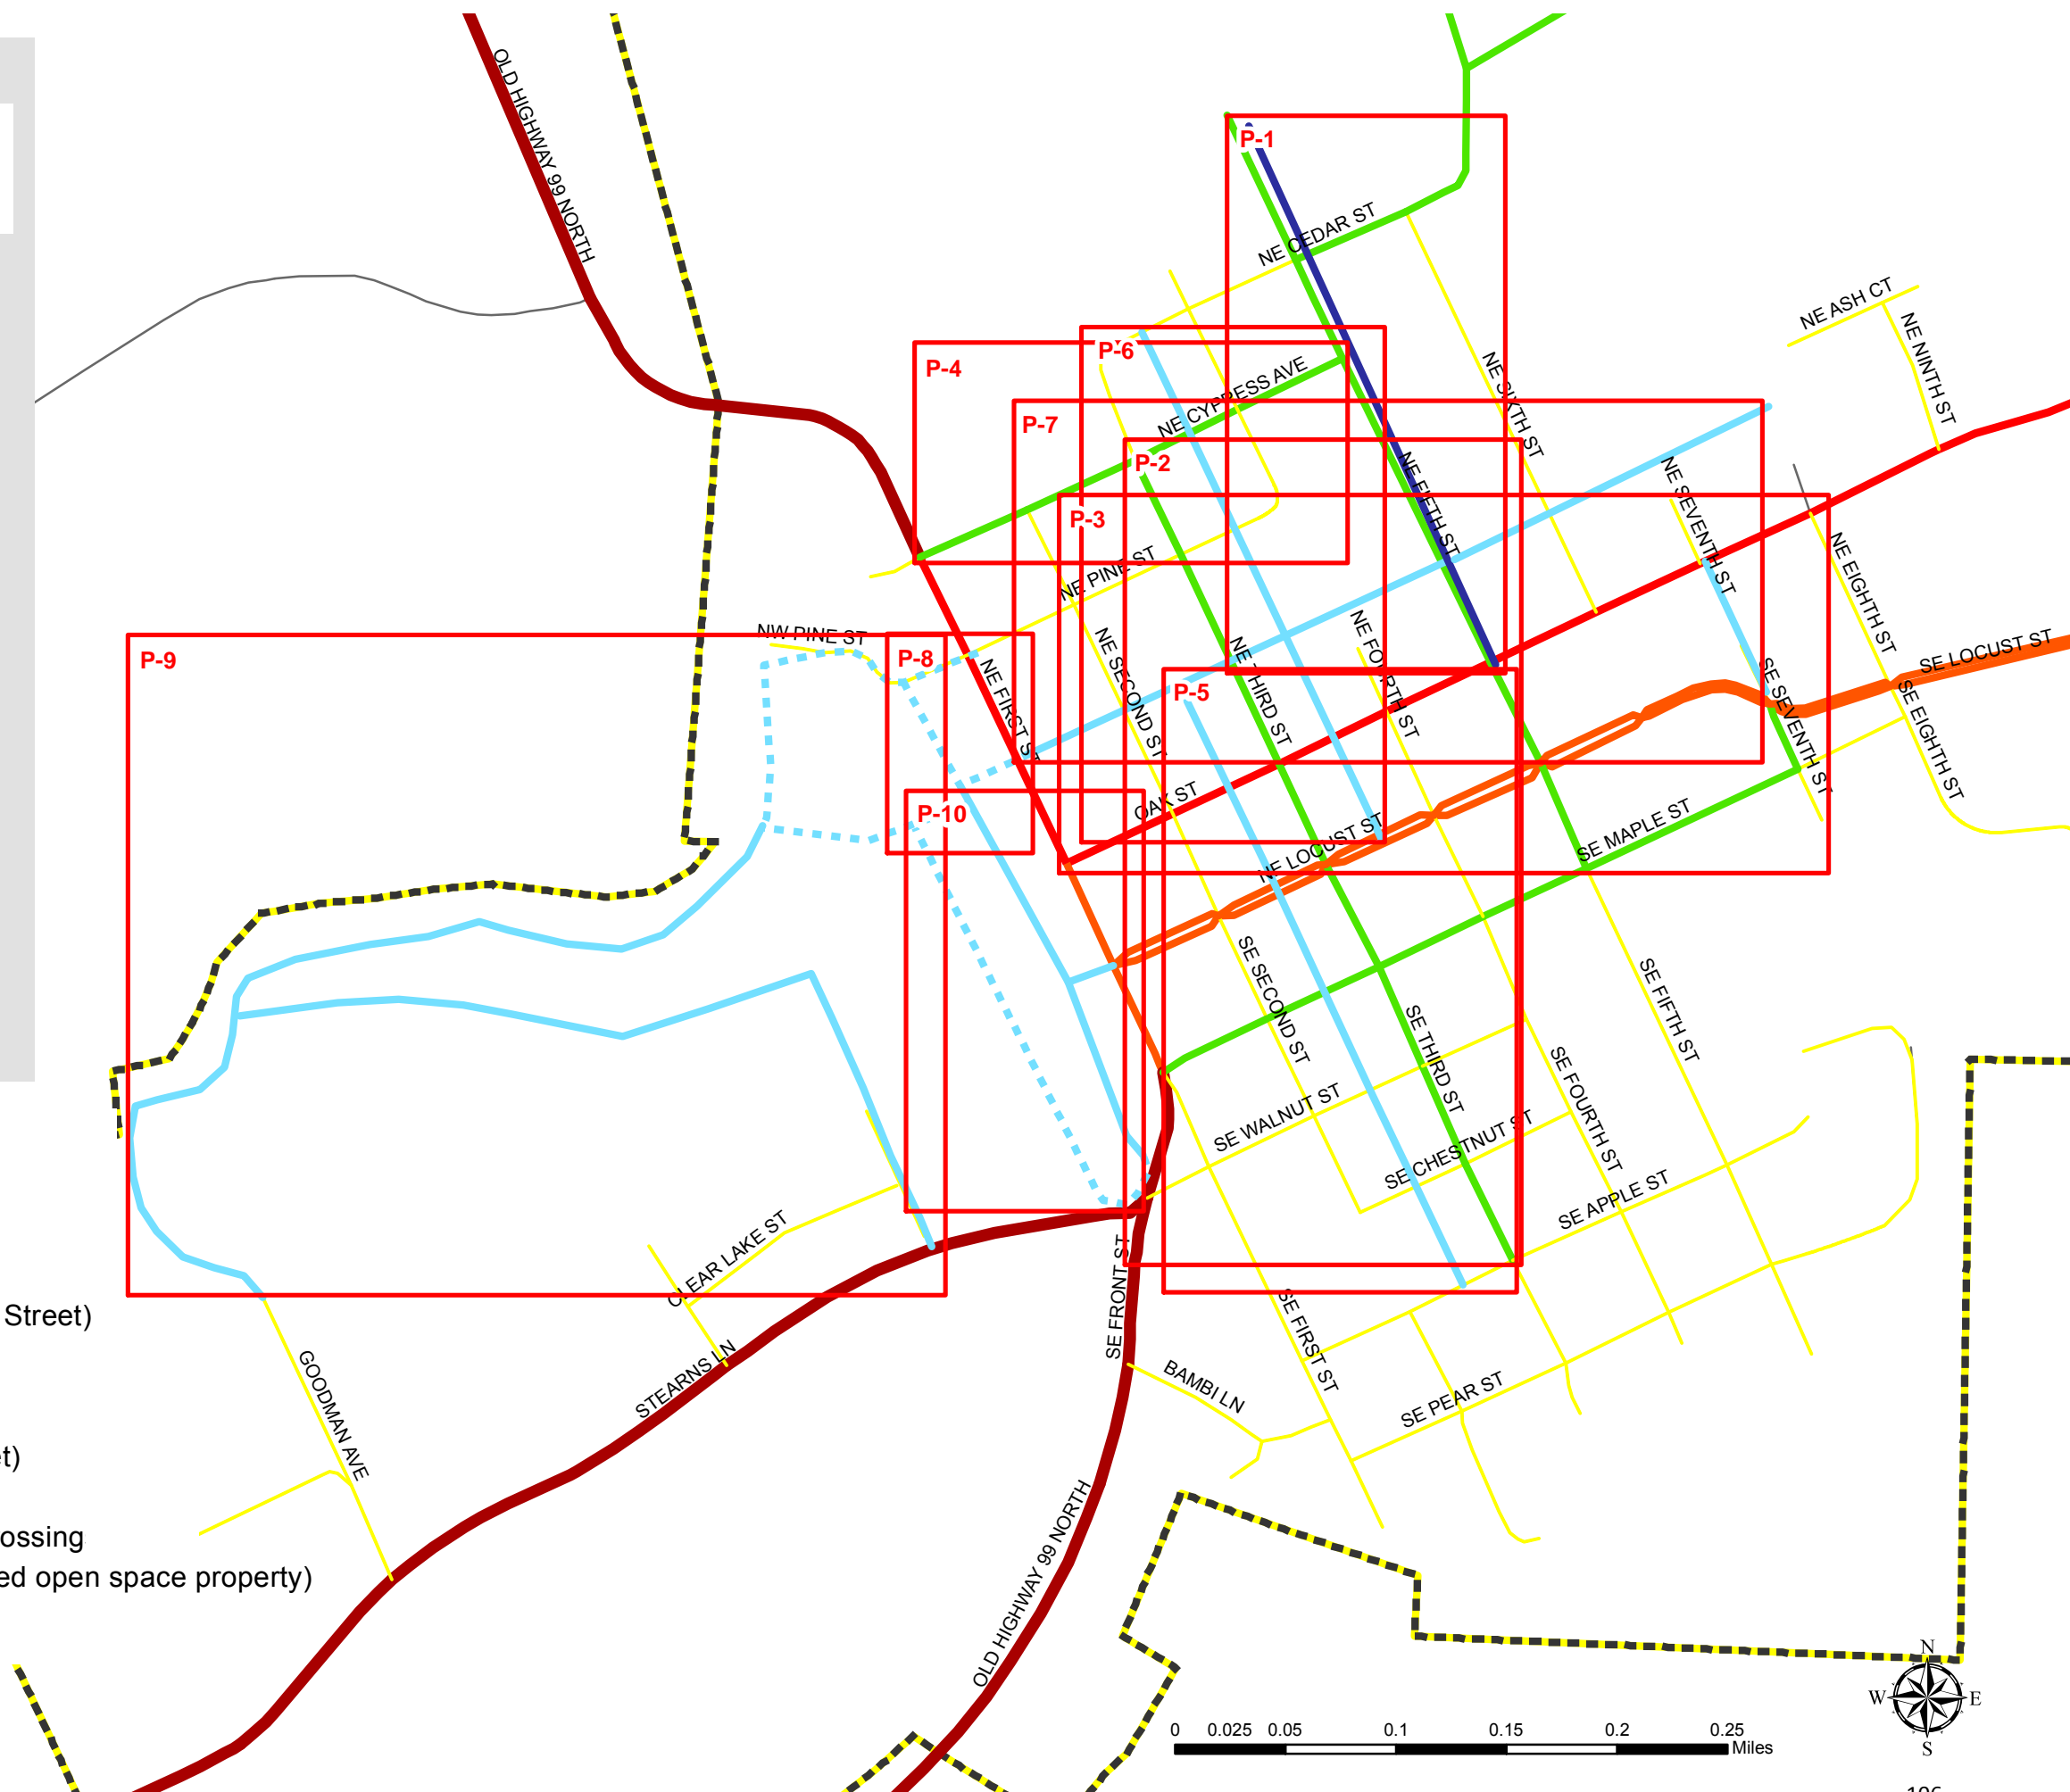 OLD HIGHWAY 99 NORTH
P-1
NE CEDAR ST
NE ASH CT
NE NINTH ST
P-6
P-4
NE CYPRESS AVE
NE SIXTH ST
P-7
P-2
NE FIFTH ST
NE SEVENTH ST
P-3
NE PINE ST
NE EIGHTH ST
NW PINE ST
P-9
P-8
NE FIRST ST
NE SECOND ST
NE THIRD ST
NE FOURTH ST
P-5
SE LOCUST ST
SE SEVENTH ST
SE EIGHTH ST
OAK ST
P-10
NE LOCUST ST
SE MAPLE ST
SE SECOND ST
SE THIRD ST
SE FIFTH ST
SE FOURTH ST
SE WALNUT ST
SE CHESTNUT ST
SE APPLE ST
CLEAR LAKE ST
SE FRONT ST
SE FIRST ST
Street)
GOODMAN AVE
STEARNS LN
BAMBI LN
SE PEAR ST
et)
ossing
ed open space property)
OLD HIGHWAY 99 NORTH
N
W
E
S
0 0.025 0.05 0.1 0.15 0.2 0.25
Miles